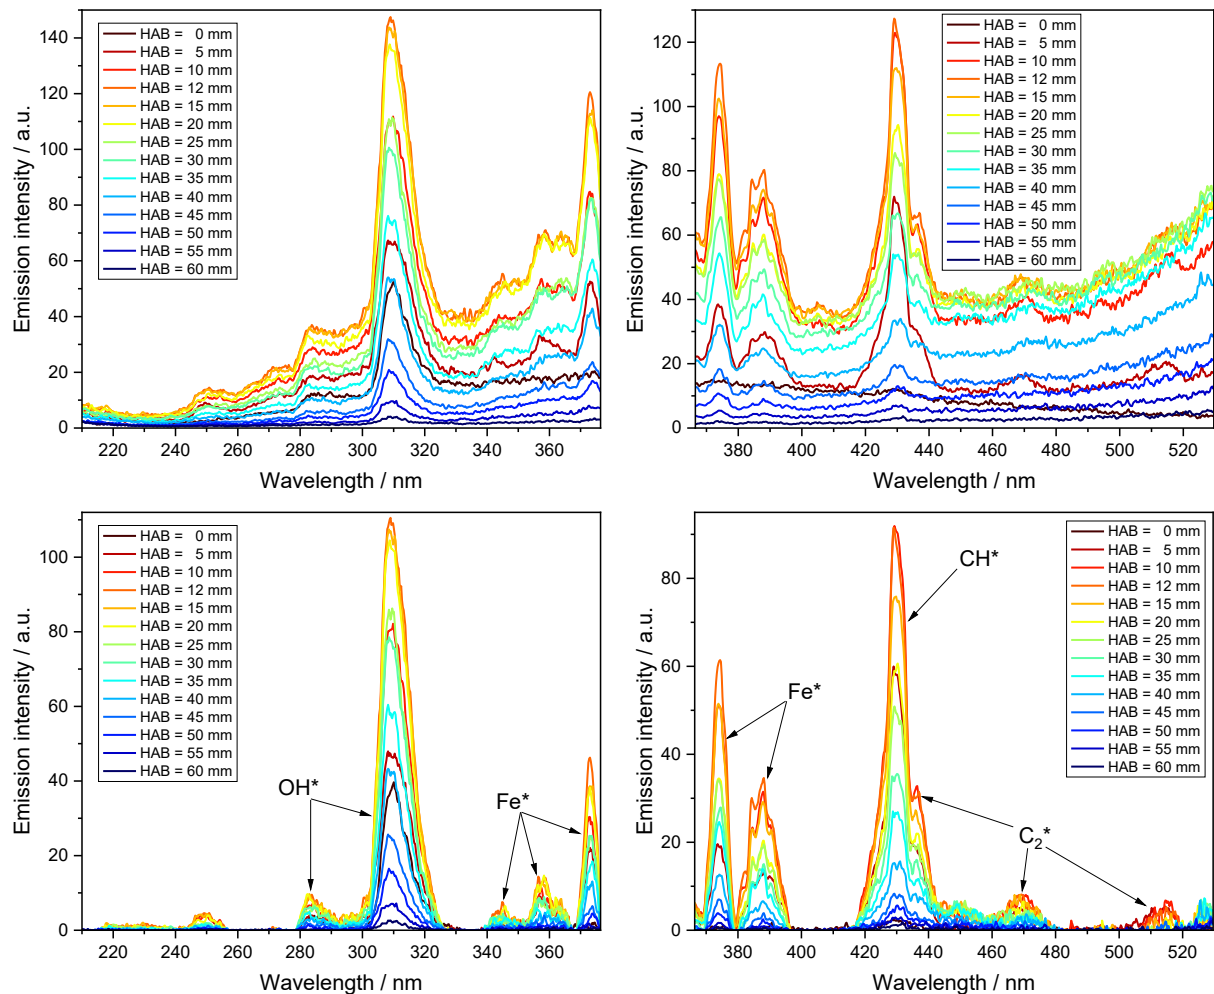 Emission intensity / a.u.
140
120
100
80
60
40
20
0
HAB = 0 mm
HAB = 5 mm
HAB = 10 mm
HAB = 12 mm
HAB = 15 mm
HAB = 20 mm
HAB = 25 mm
HAB = 30 mm
HAB = 35 mm
HAB = 40 mm
HAB = 45 mm
HAB = 50 mm
HAB = 55 mm
HAB = 60 mm
220 240 260 280 300 320 340 360
Wavelength / nm
Emission intensity / a.u.
120
100
80
60
40
20
0
HAB = 0 mm
HAB = 5 mm
HAB = 10 mm
HAB = 12 mm
HAB = 15 mm
HAB = 20 mm
HAB = 25 mm
HAB = 30 mm
HAB = 35 mm
HAB = 40 mm
HAB = 45 mm
HAB = 50 mm
HAB = 55 mm
HAB = 60 mm
380 400 420 440 460 480 500 520
Wavelength / nm
Emission intensity / a.u.
100
80
60
40
20
0
HAB = 0 mm
HAB = 5 mm
HAB = 10 mm
HAB = 12 mm
HAB = 15 mm
HAB = 20 mm
HAB = 25 mm
HAB = 30 mm
HAB = 35 mm
HAB = 40 mm
HAB = 45 mm
HAB = 50 mm
HAB = 55 mm
HAB = 60 mm
OH*
Fe*
220 240 260 280 300 320 340 360
Wavelength / nm
Emission intensity / a.u.
80
60
40
20
0
HAB = 0 mm
HAB = 5 mm
HAB = 10 mm
HAB = 12 mm
HAB = 15 mm
HAB = 20 mm
HAB = 25 mm
HAB = 30 mm
HAB = 35 mm
HAB = 40 mm
HAB = 45 mm
HAB = 50 mm
HAB = 55 mm
HAB = 60 mm
CH*
Fe*
C₂*
380 400 420 440 460 480 500 520
Wavelength / nm